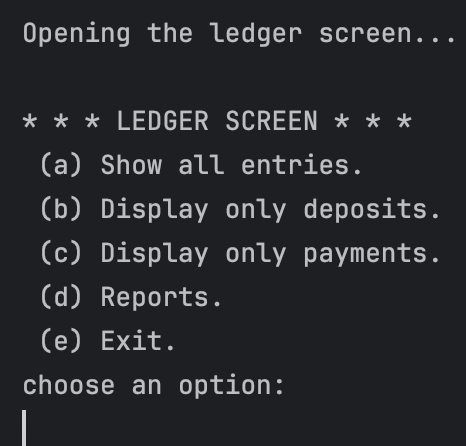 Opening the ledger screen...
* * * LEDGER SCREEN * * *
(a) Show all entries.
(b) Display only deposits.
(c) Display only payments.
(d) Reports.
(e) Exit.
choose an option: